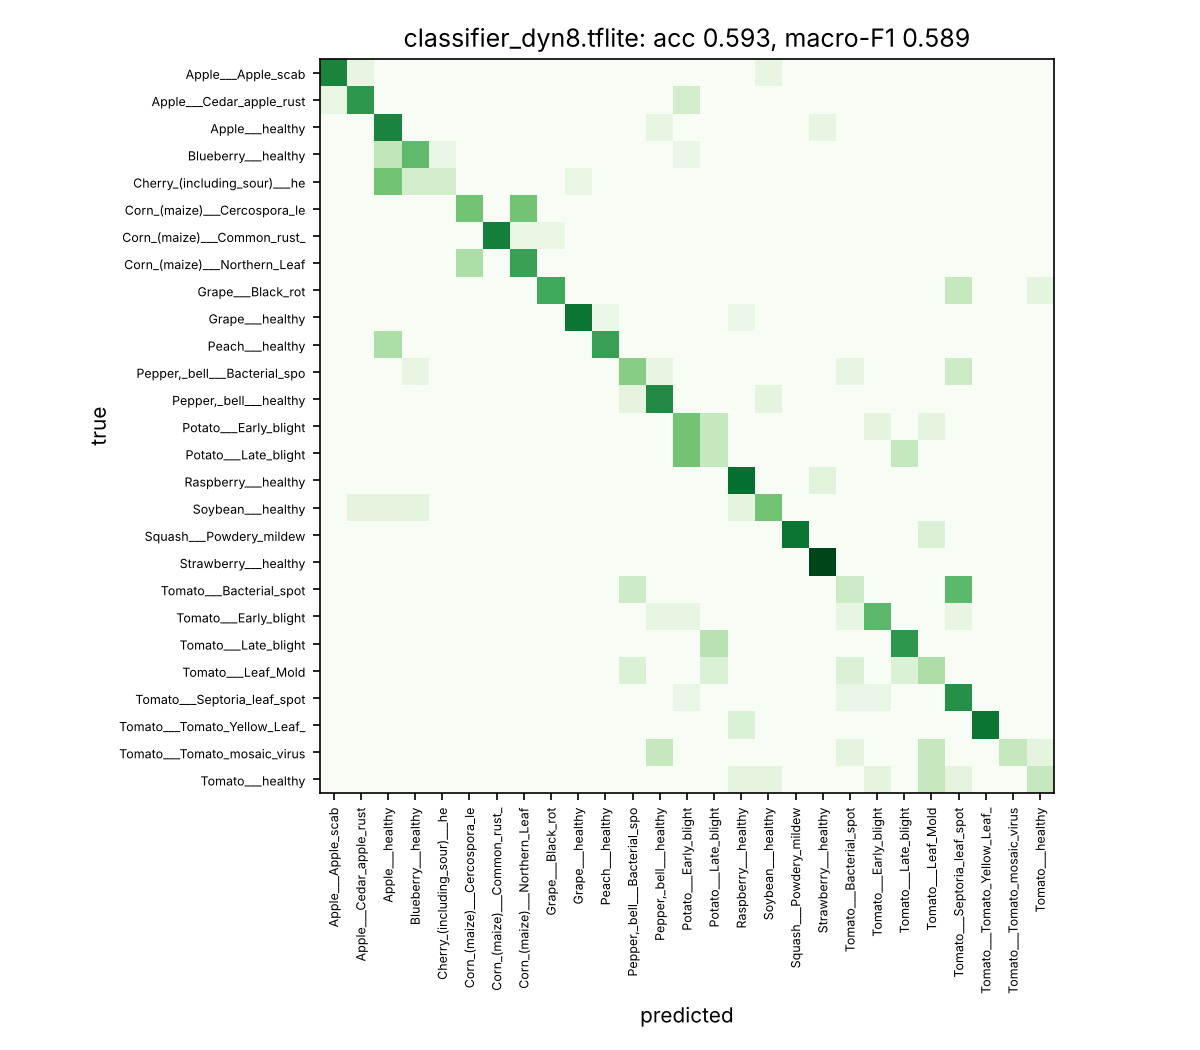 classifier_dyn8.tflite: acc 0.593, macro-F1 0.589
Apple___Apple_scab
Apple___Cedar_apple_rust
Apple___healthy
Blueberry___healthy
Cherry_(including_sour)___he
Corn_(maize)___Cercospora_le
Corn_(maize)___Common_rust_
Corn_(maize)___Northern_Leaf
Grape___Black_rot
Grape___healthy
Peach___healthy
Pepper,_bell___Bacterial_spo
Pepper,_bell___healthy
Potato___Early_blight
Potato___Late_blight
Raspberry___healthy
Soybean___healthy
Squash___Powdery_mildew
Strawberry___healthy
Tomato___Bacterial_spot
Tomato___Early_blight
Tomato___Late_blight
Tomato___Leaf_Mold
Tomato___Septoria_leaf_spot
Tomato___Tomato_Yellow_Leaf_
Tomato___Tomato_mosaic_virus
Tomato___healthy
true
Apple___Apple_scab
Apple___Cedar_apple_rust
Apple___healthy
Blueberry___healthy
Cherry_(including_sour)___he
Corn_(maize)___Cercospora_le
Corn_(maize)___Common_rust_
Corn_(maize)___Northern_Leaf
Grape___Black_rot
Grape___healthy
Peach___healthy
Pepper,_bell___Bacterial_spo
Pepper,_bell___healthy
Potato___Early_blight
Potato___Late_blight
Raspberry___healthy
Soybean___healthy
Squash___Powdery_mildew
Strawberry___healthy
Tomato___Bacterial_spot
Tomato___Early_blight
Tomato___Late_blight
Tomato___Leaf_Mold
Tomato___Septoria_leaf_spot
Tomato___Tomato_Yellow_Leaf_
Tomato___Tomato_mosaic_virus
Tomato___healthy
predicted